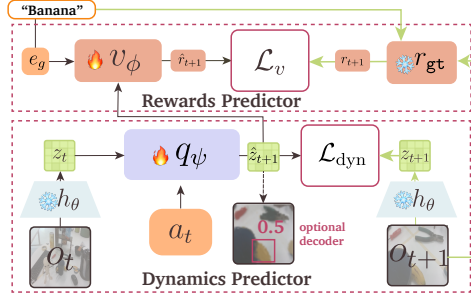 “Banana”
e_g
v_ϕ
r̂_{t+1}
ℒ_v
r_{t+1}
r_gt
Rewards Predictor
z_t
q_ψ
ẑ_{t+1}
ℒ_dyn
z_{t+1}
h_θ
a_t
0.5
optional
decoder
h_θ
o_t
o_{t+1}
Dynamics Predictor